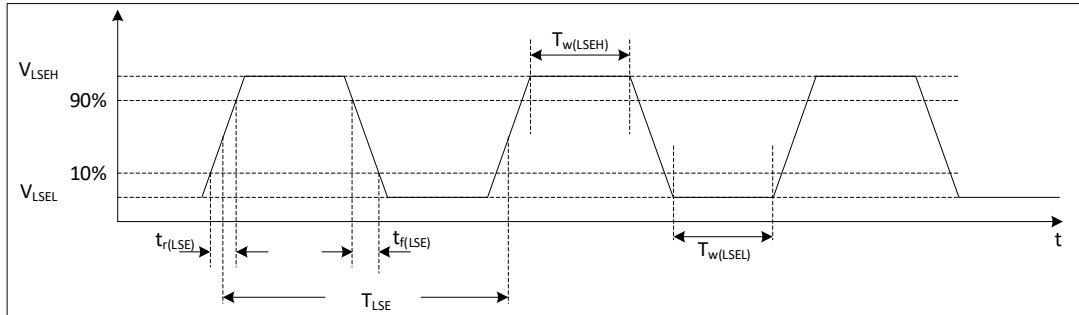 T_w(LSEH)
V_LSEH
90%
10%
V_LSEL
t_r(LSE)
t_f(LSE)
T_w(LSEL)
t
T_LSE